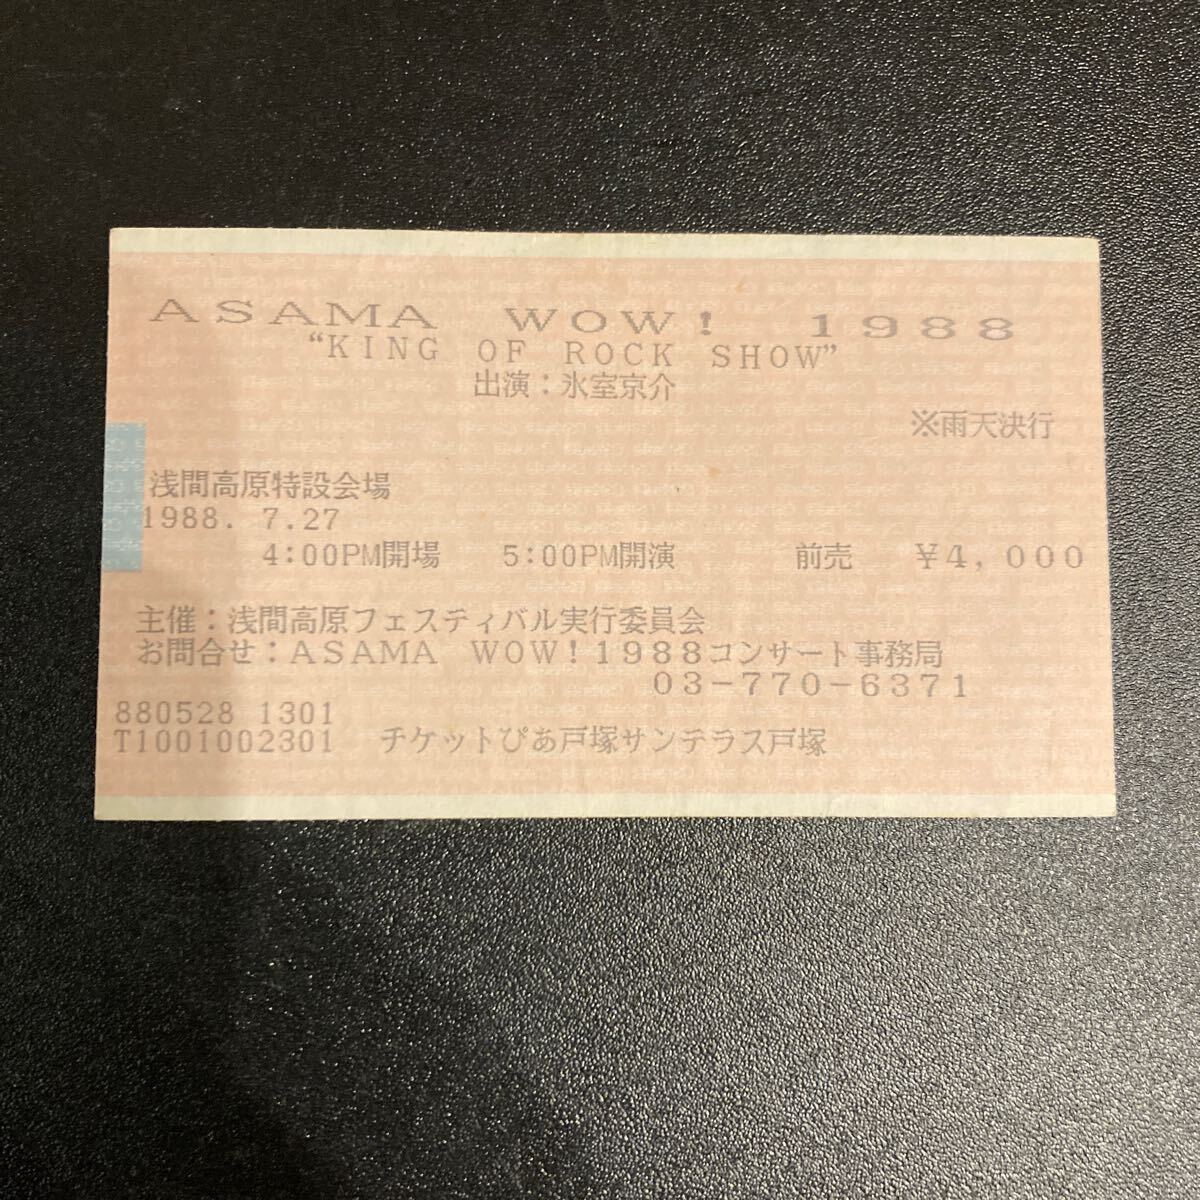 ASAMA WOW! 1988
“KING OF ROCK SHOW”
出演：氷室京介
※雨天決行
浅間高原特設会場
1988. 7.27
4:00PM開場 5:00PM開演 前売 ¥4,000
主催：浅間高原フェスティバル実行委員会
お問合せ：ASAMA WOW!1988コンサート事務局
03-770-6371
880528 1301
T1001002301 チケットぴあ戸塚サンテラス戸塚